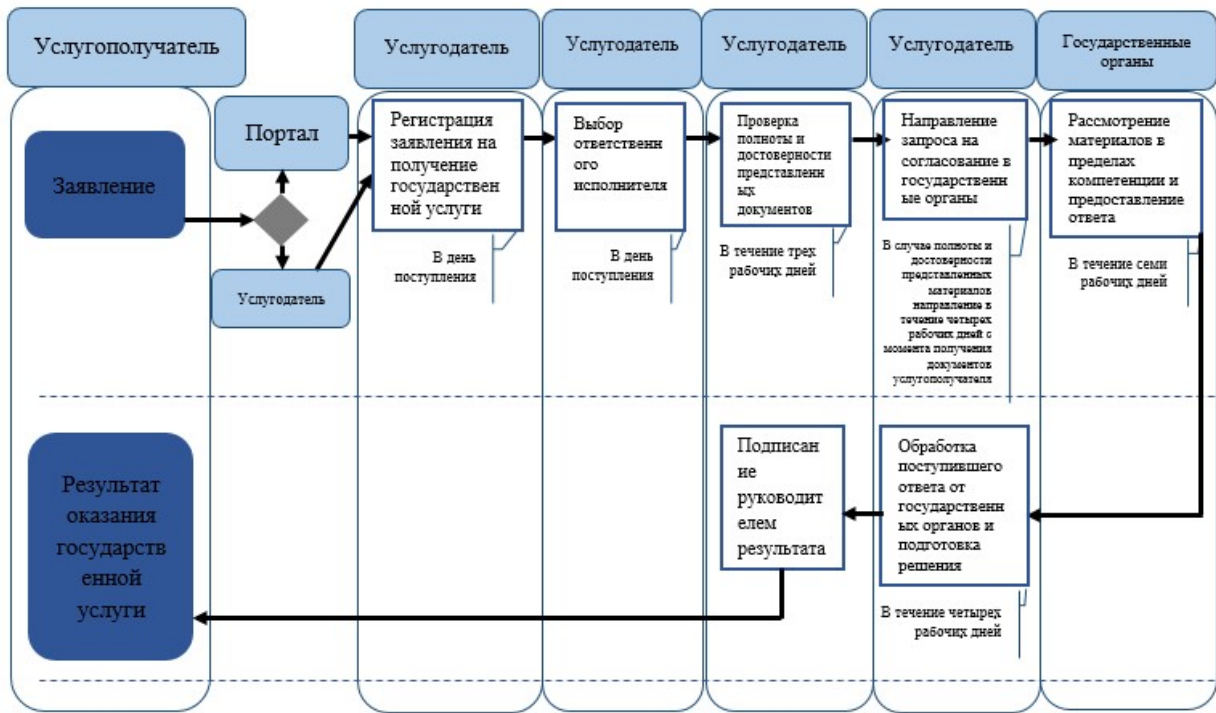 Услугополучатель
Услугодатель
Услугодатель
Услугодатель
Услугодатель
Государственные
органы
Заявление
Портал
Услугодатель
Регистрация
заявления на
получение
государствен
ной услуги
В день
поступления
Выбор
ответственн
ого
исполнителя
В день
поступления
Проверка
полноты и
достоверности
представленн
ых
документов
В течение трех
рабочих дней
Направление
запроса на
согласование в
государственн
ые органы
В случае полноты и
достоверности
представленных
материалов
направление в
течение четырех
рабочих дней с
момента получения
документов
услугополучателя
Рассмотрение
материалов в
пределах
компетенции и
предоставление
ответа
В течение семи
рабочих дней
Результат
оказания
государств
енной
услуги
Подписан
ие
руководит
елем
результата
Обработка
поступившего
ответа от
государственн
ых органов и
подготовка
решения
В течение четырех
рабочих дней